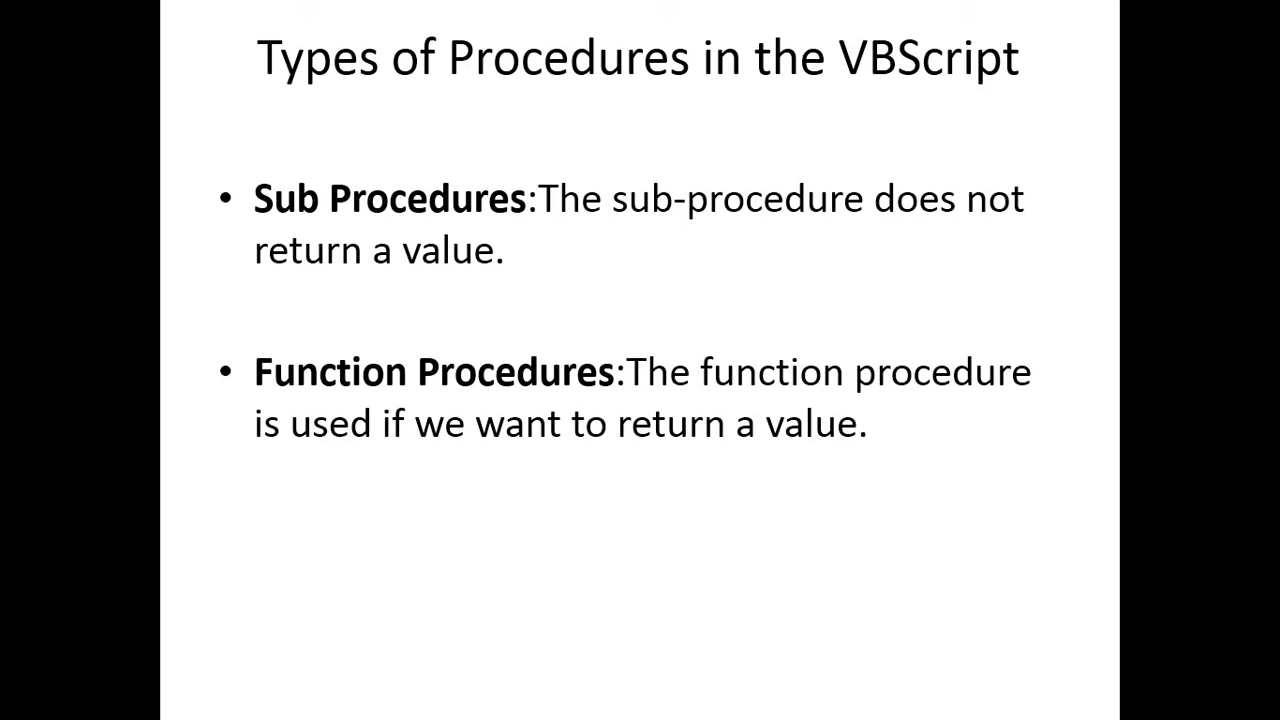 Types of Procedures in the VBScript
• Sub Procedures:The sub-procedure does not
return a value.
• Function Procedures:The function procedure
is used if we want to return a value.